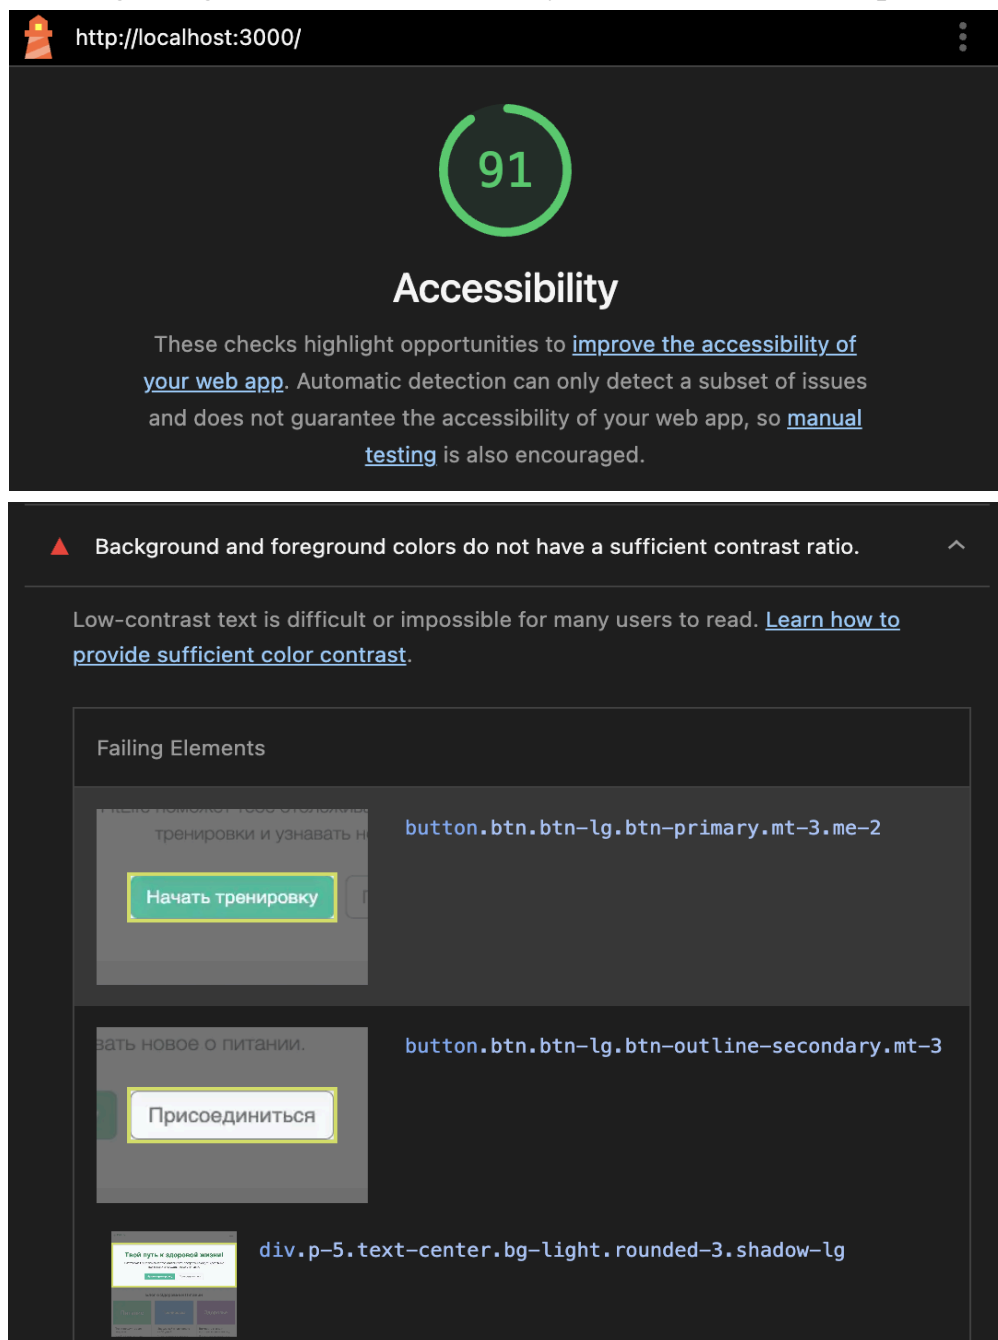 http://localhost:3000/
91
Accessibility
These checks highlight opportunities to improve the accessibility of
your web app. Automatic detection can only detect a subset of issues
and does not guarantee the accessibility of your web app, so manual
testing is also encouraged.
Background and foreground colors do not have a sufficient contrast ratio.
Low-contrast text is difficult or impossible for many users to read. Learn how to
provide sufficient color contrast.
Failing Elements
тренировки и узнавать н
Начать тренировку
button.btn.btn-lg.btn-primary.mt-3.me-2
вать новое о питании.
Присоединиться
button.btn.btn-lg.btn-outline-secondary.mt-3
Твой путь к здоровой жизни!
div.p-5.text-center.bg-light.rounded-3.shadow-lg